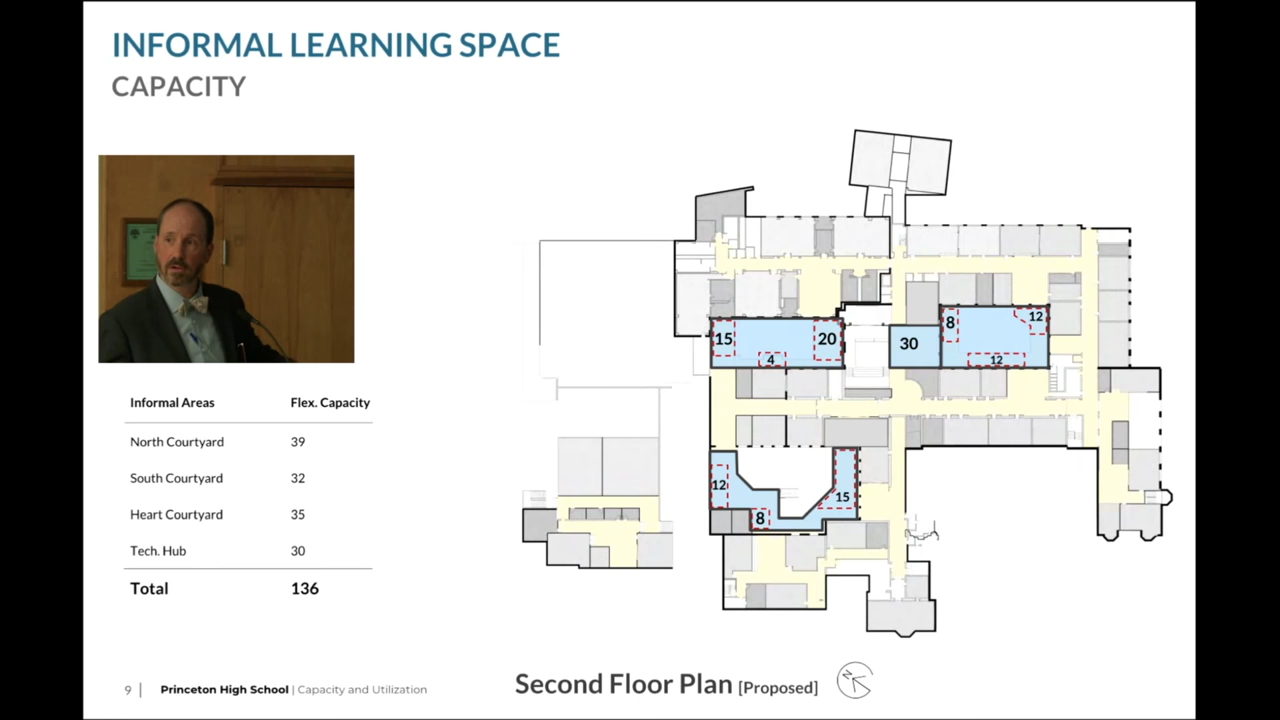 INFORMAL LEARNING SPACE
CAPACITY
Informal Areas Flex. Capacity
North Courtyard 39
South Courtyard 32
Heart Courtyard 35
Tech. Hub 30
Total 136
15 20 4
30
8 12 12
12 8 15
9 | Princeton High School | Capacity and Utilization
Second Floor Plan [Proposed]
N